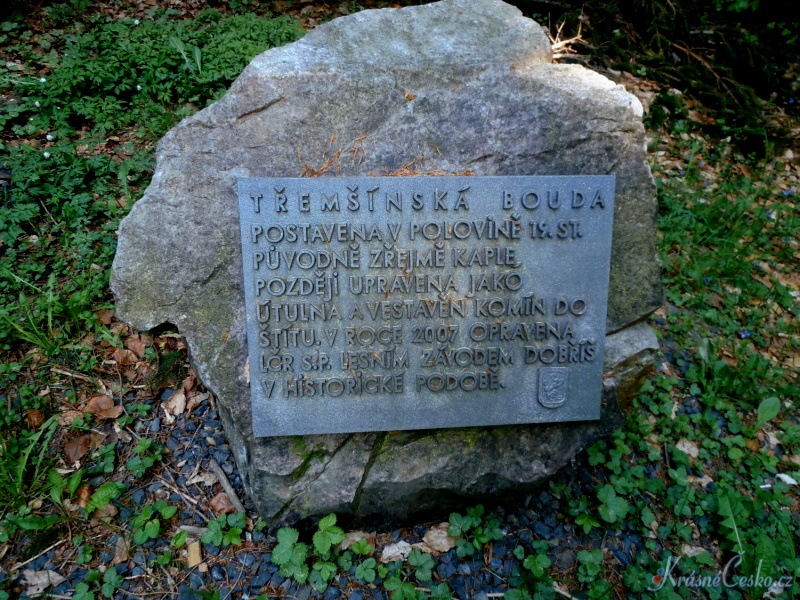 TŘEMŠÍNSKÁ BOUDA
POSTAVENA V POLOVINĚ 19. ST.
PŮVODNĚ ZŘEJMĚ KAPLE,
POZDĚJI UPRAVENA JAKO
ÚTULNA A VESTAVĚN KOMÍN DO
ŠTÍTU. V ROCE 2007 OPRAVENA
LČR S.P. LESNÍM ZÁVODEM DOBŘÍŠ
V HISTORICKÉ PODOBĚ.
KrásnéČesko.cz